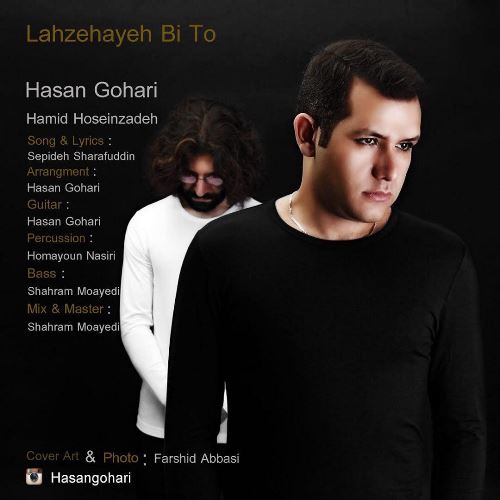 Lahzehayeh Bi To
Hasan Gohari
Hamid Hoseinzadeh
Song & Lyrics :
Sepideh Sharafuddin
Arrangment :
Hasan Gohari
Guitar :
Hasan Gohari
Percussion :
Homayoun Nasiri
Bass :
Shahram Moayedi
Mix & Master :
Shahram Moayedi
Cover Art & Photo : Farshid Abbasi
Hasangohari